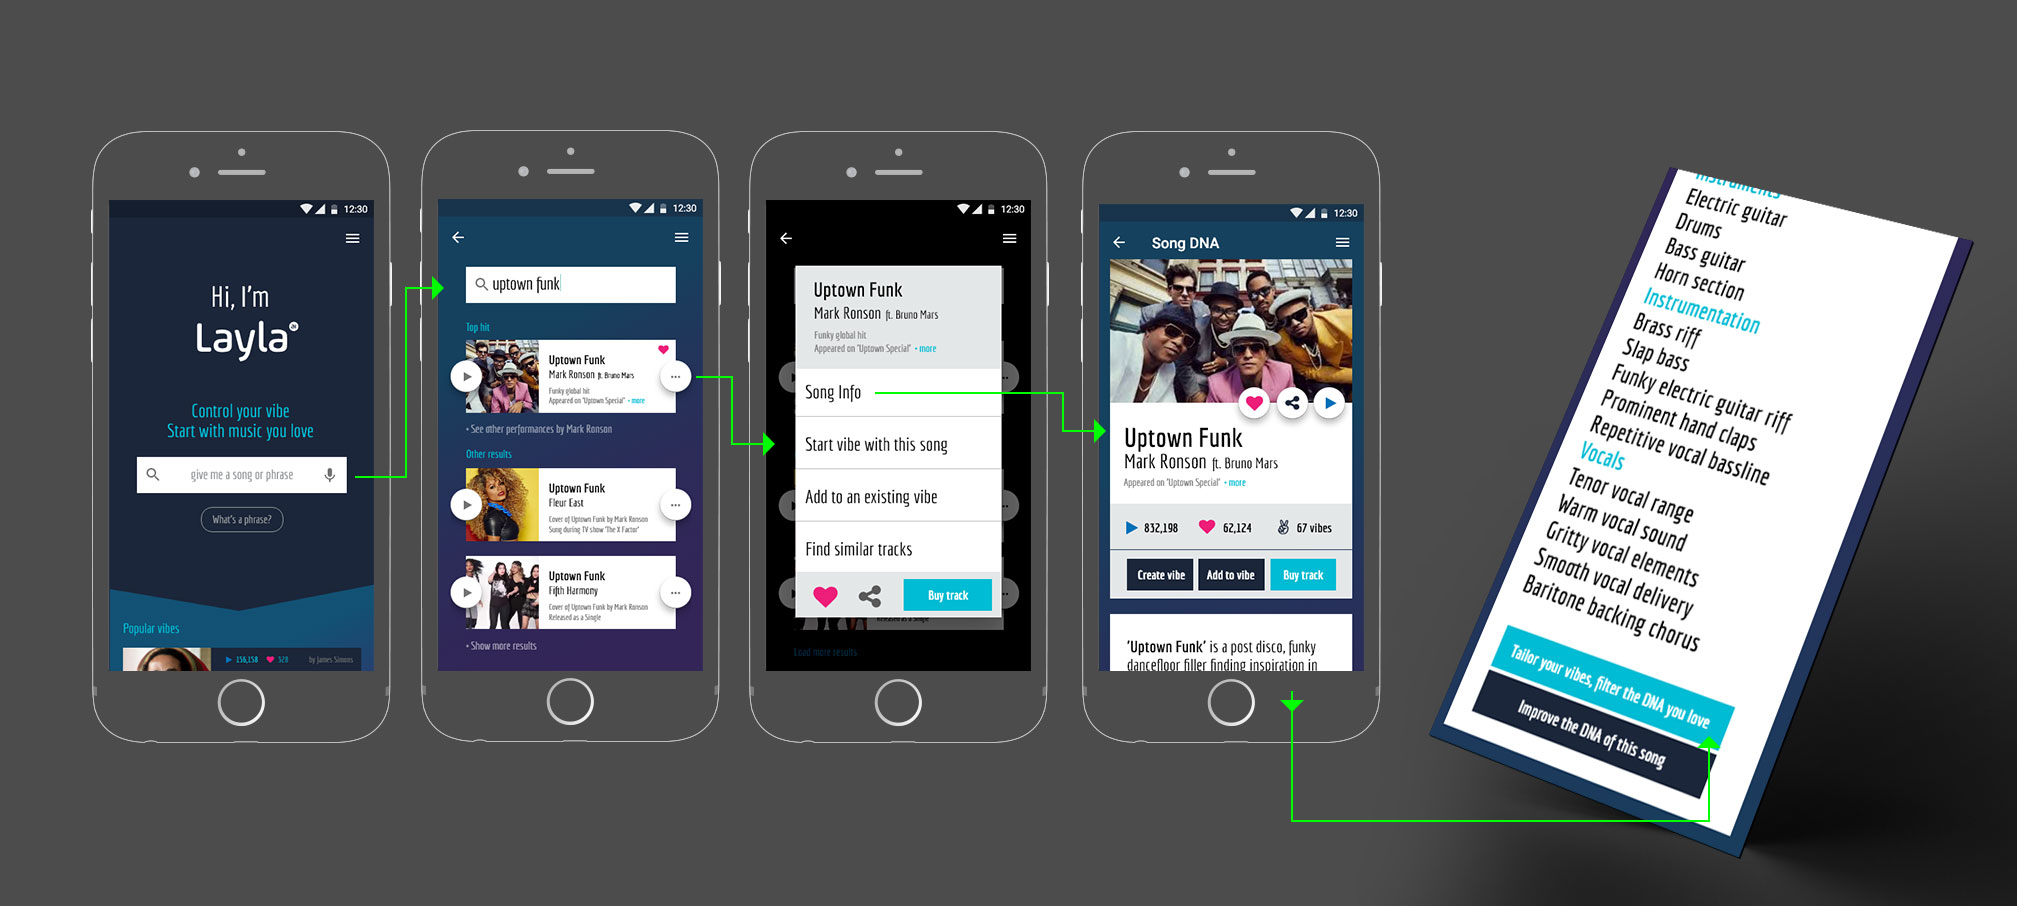 12:30
Hi, I'm
Layla
Control your vibe
Start with music you love
give me a song or phrase
What's a phrase?
Popular vibes
156,158 528 by James Simons
12:30
uptown funk
Top hit
Uptown Funk
Mark Ronson ft. Bruno Mars
Funky global hit
Appeared on 'Uptown Special' • more
• See other performances by Mark Ronson
Other results
Uptown Funk
Fleur East
Cover of Uptown Funk by Mark Ronson
Song during TV show 'The X Factor'
Uptown Funk
Fifth Harmony
Cover of Uptown Funk by Mark Ronson
Released as a Single
• Show more results
12:30
Uptown Funk
Mark Ronson ft. Bruno Mars
Funky global hit
Appeared on 'Uptown Special' • more
Song Info
Start vibe with this song
Add to an existing vibe
Find similar tracks
Buy track
Released as a Single
Load more results
12:30
Song DNA
Uptown Funk
Mark Ronson ft. Bruno Mars
Appeared on 'Uptown Special' • more
832,198 62,124 67 vibes
Create vibe Add to vibe Buy track
'Uptown Funk' is a post disco, funky
dancefloor filler finding inspiration in
Instruments
Electric guitar
Drums
Bass guitar
Horn section
Instrumentation
Brass riff
Slap bass
Funky electric guitar riff
Prominent hand claps
Repetitive vocal bassline
Vocals
Tenor vocal range
Warm vocal sound
Gritty vocal elements
Smooth vocal delivery
Baritone backing chorus
Tailor your vibes, filter the DNA you love
Improve the DNA of this song